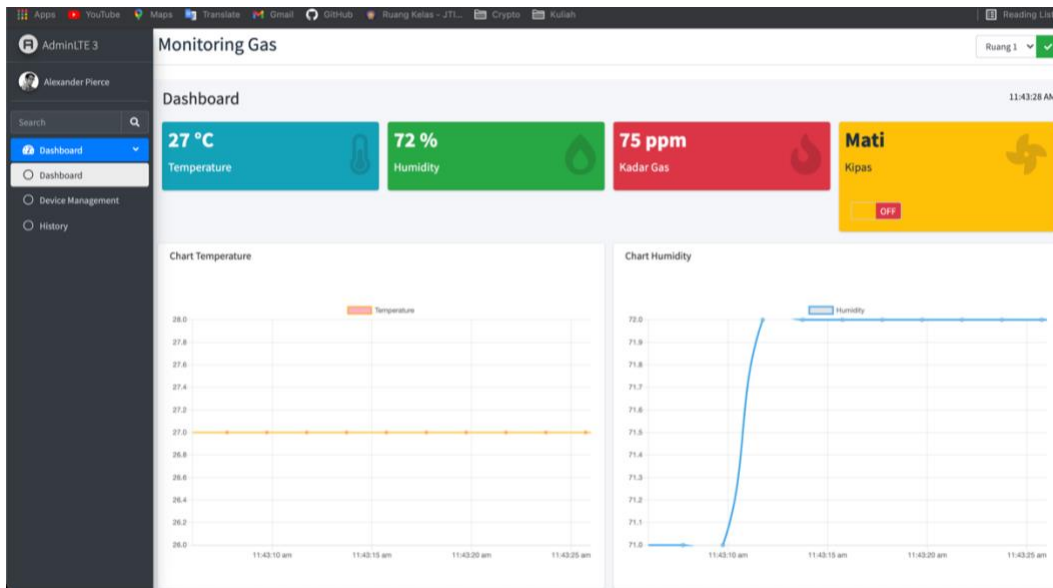 Apps YouTube Maps Translate Gmail GitHub Ruang Kelas - JTI... Crypto Kuliah Reading List
AdminLTE 3
Monitoring Gas
Ruang 1
Alexander Pierce
Dashboard
11:43:28 AM
Search
Dashboard
Dashboard
Device Management
History
27 °C
Temperature
72 %
Humidity
75 ppm
Kadar Gas
Mati
Kipas
OFF
Chart Temperature
Temperature
28.0
27.8
27.6
27.4
27.2
27.0
26.8
26.6
26.4
26.2
26.0
11:43:10 am 11:43:15 am 11:43:20 am 11:43:25 am
Chart Humidity
Humidity
72.0
71.9
71.8
71.7
71.6
71.5
71.4
71.3
71.2
71.1
71.0
11:43:10 am 11:43:15 am 11:43:20 am 11:43:25 am